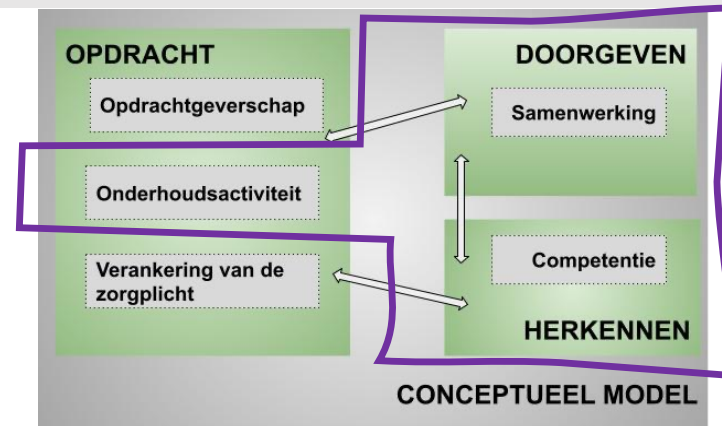 OPDRACHT
Opdrachtgeverschap
Onderhoudsactiviteit
Verankering van de
zorgplicht
DOORGEVEN
Samenwerking
Competentie
HERKENNEN
CONCEPTUEEL MODEL